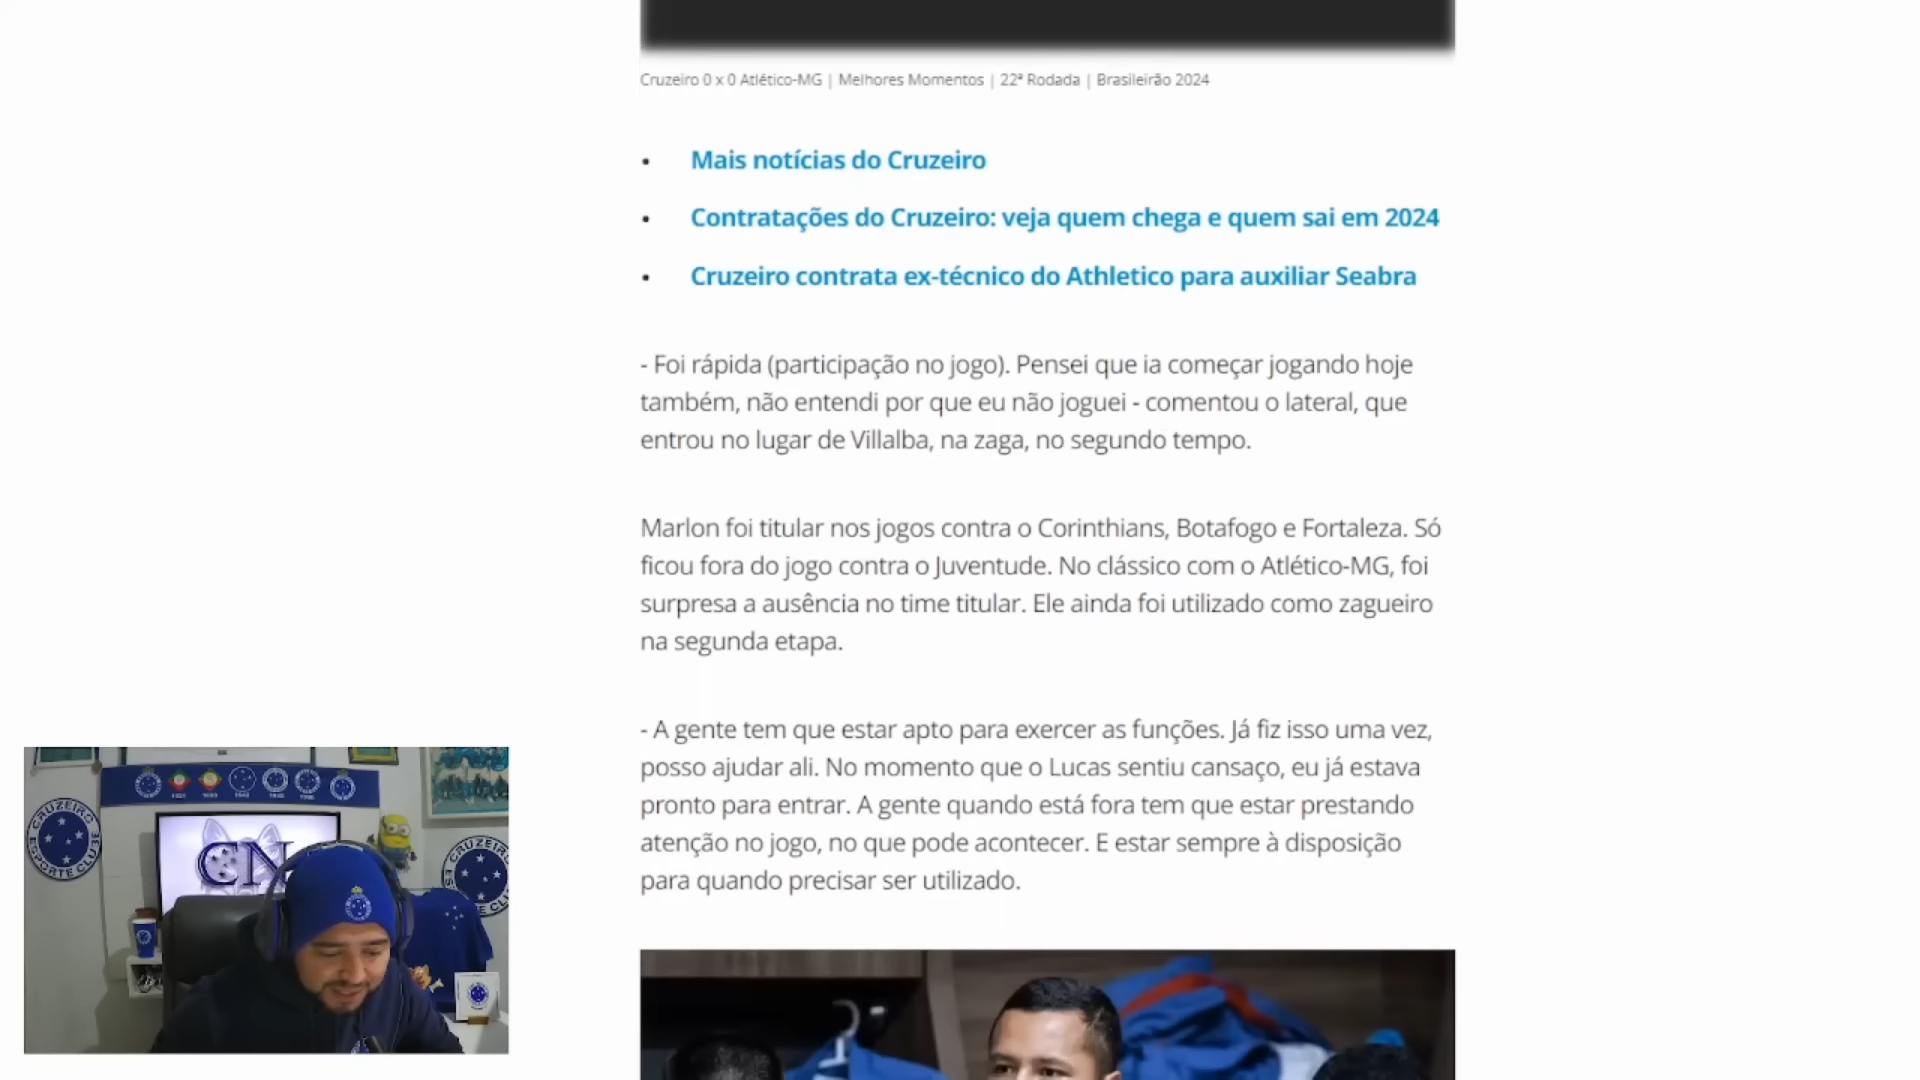 Cruzeiro 0 x 0 Atlético-MG | Melhores Momentos | 22ª Rodada | Brasileirão 2024
• Mais notícias do Cruzeiro
• Contratações do Cruzeiro: veja quem chega e quem sai em 2024
• Cruzeiro contrata ex-técnico do Athletico para auxiliar Seabra
- Foi rápida (participação no jogo). Pensei que ia começar jogando hoje
também, não entendi por que eu não joguei - comentou o lateral, que
entrou no lugar de Villalba, na zaga, no segundo tempo.
Marlon foi titular nos jogos contra o Corinthians, Botafogo e Fortaleza. Só
ficou fora do jogo contra o Juventude. No clássico com o Atlético-MG, foi
surpresa a ausência no time titular. Ele ainda foi utilizado como zagueiro
na segunda etapa.
- A gente tem que estar apto para exercer as funções. Já fiz isso uma vez,
posso ajudar ali. No momento que o Lucas sentiu cansaço, eu já estava
pronto para entrar. A gente quando está fora tem que estar prestando
atenção no jogo, no que pode acontecer. E estar sempre à disposição
para quando precisar ser utilizado.
CRUZEIRO
ESPORTE CLUBE
CN
CRUZEIRO